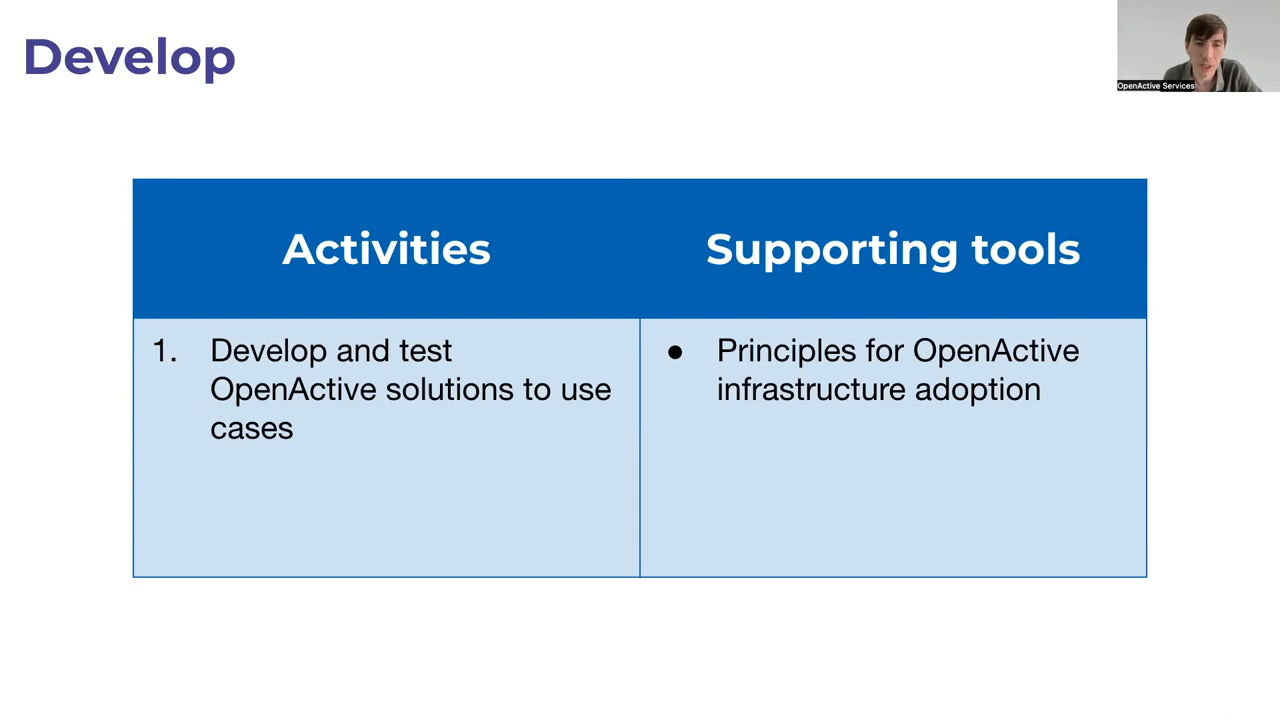 Develop
OpenActive Services
Activities
Supporting tools
1. Develop and test
OpenActive solutions to use
cases
● Principles for OpenActive
infrastructure adoption